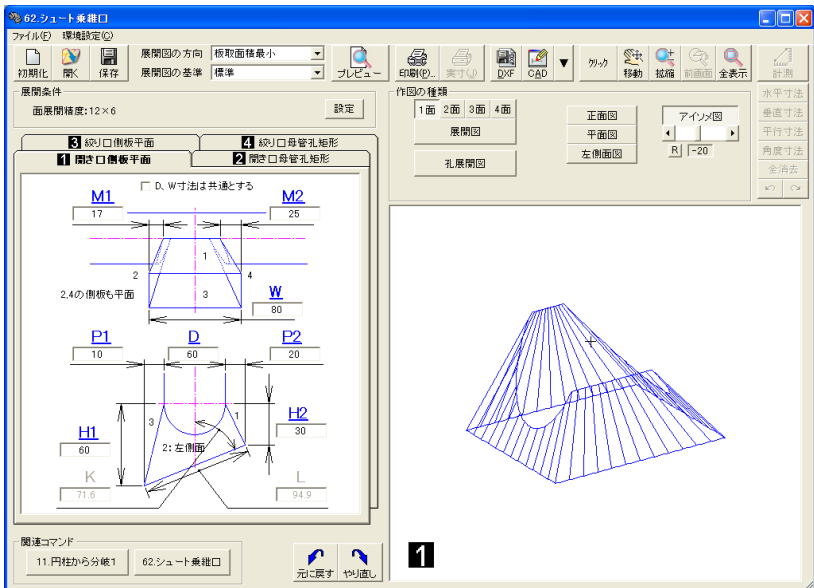 62.シュート乗継口
ファイル(F) 環境設定(C)
初期化 開く 保存
展開図の方向 板取面積最小
展開図の基準 標準
プレビュー 印刷(P).. 実寸(J) DXF CAD クリック 移動 拡縮 前画面 全表示 計測
展開条件
面展開精度:12×6 設定
作図の種類
1面 2面 3面 4面
展開図
孔展開図
正面図
平面図
左側面図
アイソメ図
R -20
水平寸法
垂直寸法
平行寸法
角度寸法
全消去
3 絞り口側板平面 4 絞り口母管孔矩形
1 開き口側板平面 2 開き口母管孔矩形
D、W寸法は共通とする
M1 M2
17 25
1
2 4
2,4の側板も平面 3
W
80
P1 D P2
10 60 20
3 1
H1 H2
60 30
2:左側面
K L
71.6 94.9
関連コマンド
11.円柱から分岐1 62.シュート乗継口
元に戻す やり直し
1